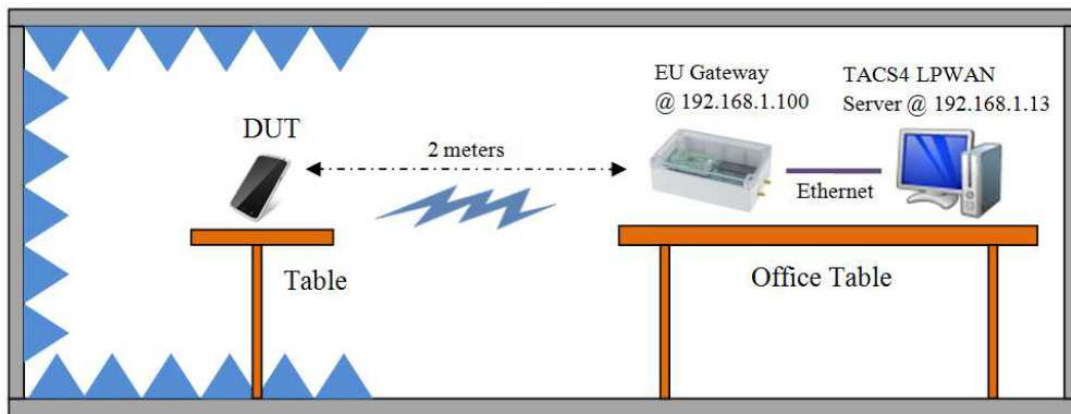 EU Gateway
@ 192.168.1.100
TACS4 LPWAN
Server @ 192.168.1.13
DUT
2 meters
Ethernet
Table
Office Table